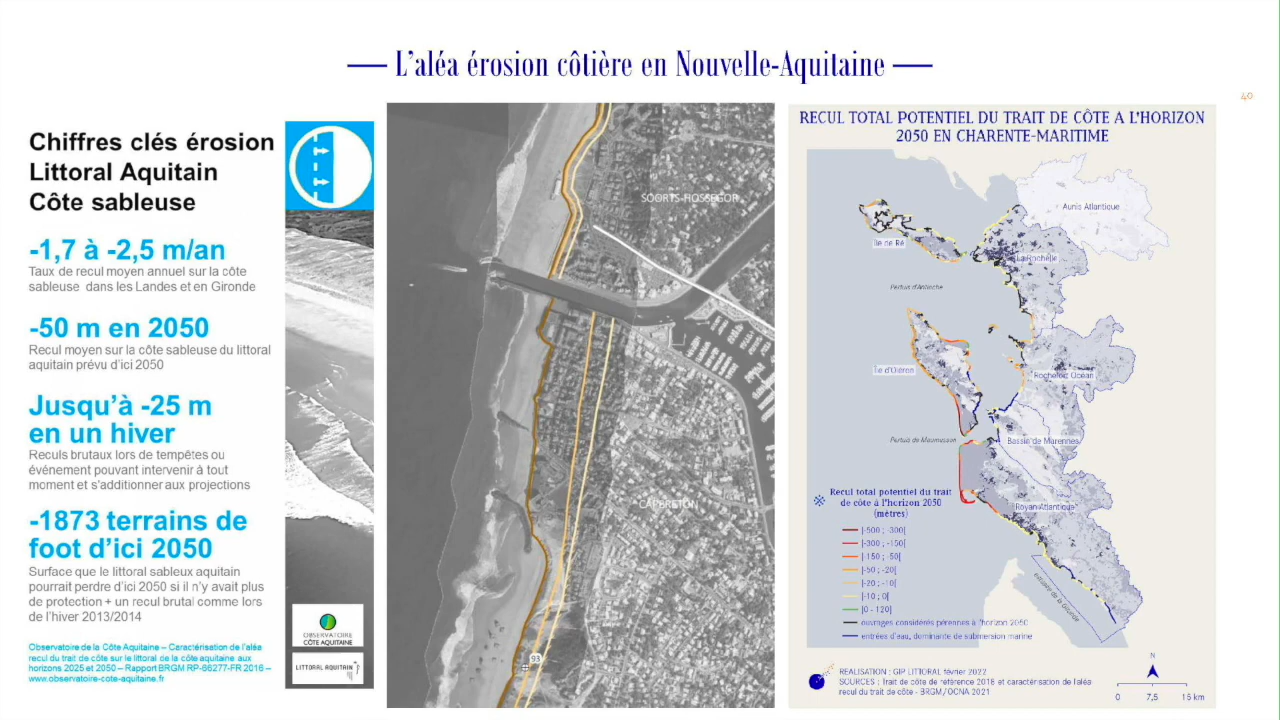 L'aléa érosion côtière en Nouvelle-Aquitaine
40
Chiffres clés érosion
Littoral Aquitain
Côte sableuse
-1,7 à -2,5 m/an
Taux de recul moyen annuel sur la côte
sableuse dans les Landes et en Gironde
-50 m en 2050
Recul moyen sur la côte sableuse du littoral
aquitain prévu d'ici 2050
Jusqu'à -25 m
en un hiver
Reculs brutaux lors de tempêtes ou
événement pouvant intervenir à tout
moment et s'additionner aux projections
-1873 terrains de
foot d'ici 2050
Surface que le littoral sableux aquitain
pourrait perdre d'ici 2050 si il n'y avait plus
de protection + un recul brutal comme lors
de l'hiver 2013/2014
Observatoire de la Côte Aquitaine – Caractérisation de l'aléa
recul du trait de côte sur le littoral de la côte aquitaine aux
horizons 2025 et 2050 – Rapport BRGM RP-66277-FR 2016 –
www.observatoire-cote-aquitaine.fr
OBSERVATOIRE
CÔTE AQUITAINE
LITTORAL AQUITAIN
SOORTS-HOSSEGOR
CAPBRETON
93
RECUL TOTAL POTENTIEL DU TRAIT DE CÔTE A L'HORIZON
2050 EN CHARENTE-MARITIME
Aunis Atlantique
Île de Ré
La Rochelle
Pertuis d'Antioche
Île d'Oléron
Rochefort Océan
Pertuis de Maumusson
Bassin de Marennes
Royan Atlantique
Estuaire de la Gironde
Recul total potentiel du trait
de côte à l'horizon 2050
(mètres)
[-500 ; -300[
[-300 ; -150[
[-150 ; -50[
[-50 ; -20[
[-20 ; -10[
[-10 ; 0[
[0 - 120]
ouvrages considérés pérennes à l'horizon 2050
entrées d'eau, dominante de submersion marine
REALISATION : GIP LITTORAL février 2022
SOURCES : Trait de côte de référence 2018 et caractérisation de l'aléa
recul du trait de côte - BRGM/OCNA 2021
N
0 7,5 15 km